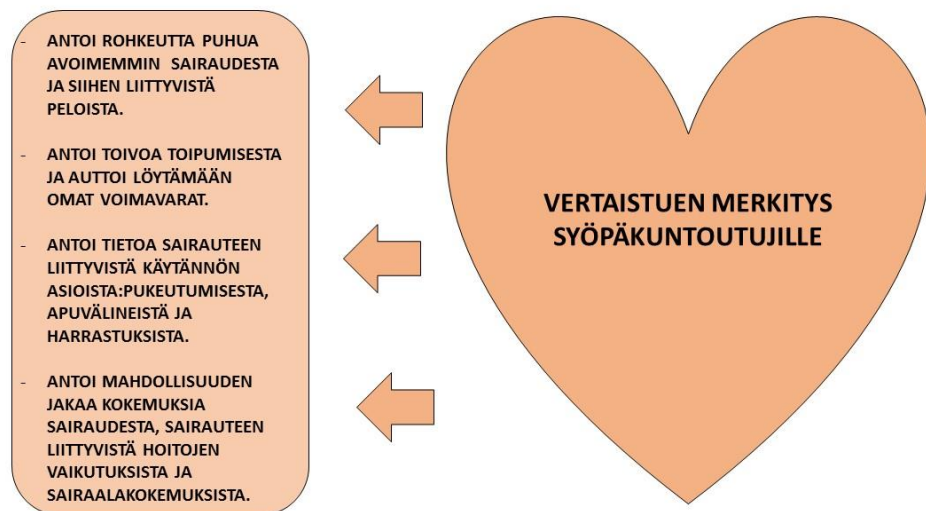 - ANTOI ROHKEUTTA PUHUA
AVOIMEMMIN SAIRAUDESTA
JA SIIHEN LIITTYVISTÄ
PELOISTA.
- ANTOI TOIVOA TOIPUMISESTA
JA AUTTOI LÖYTÄMÄÄN
OMAT VOIMAVARAT.
- ANTOI TIETOA SAIRAUTEEN
LIITTYVISTÄ KÄYTÄNNÖN
ASIOISTA:PUKEUTUMISESTA,
APUVÄLINEISTÄ JA
HARRASTUKSISTA.
- ANTOI MAHDOLLISUUDEN
JAKAA KOKEMUKSIA
SAIRAUDESTA, SAIRAUTEEN
LIITTYVISTÄ HOITOJEN
VAIKUTUKSISTA JA
SAIRAALAKOKEMUKSISTA.
VERTAISTUEN MERKITYS
SYÖPÄKUNTOUTUJILLE